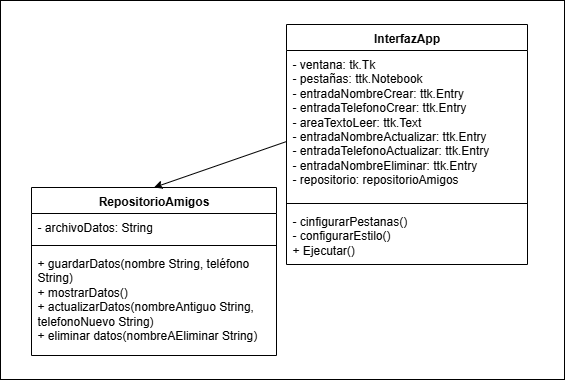 InterfazApp
- ventana: tk.Tk
- pestañas: ttk.Notebook
- entradaNombreCrear: ttk.Entry
- entradaTelefonoCrear: ttk.Entry
- areaTextoLeer: ttk.Text
- entradaNombreActualizar: ttk.Entry
- entradaTelefonoActualizar: ttk.Entry
- entradaNombreEliminar: ttk.Entry
- repositorio: repositorioAmigos
- cinfigurarPestanas()
- configurarEstilo()
+ Ejecutar()
RepositorioAmigos
- archivoDatos: String
+ guardarDatos(nombre String, teléfono
String)
+ mostrarDatos()
+ actualizarDatos(nombreAntiguo String,
telefonoNuevo String)
+ eliminar datos(nombreAEliminar String)